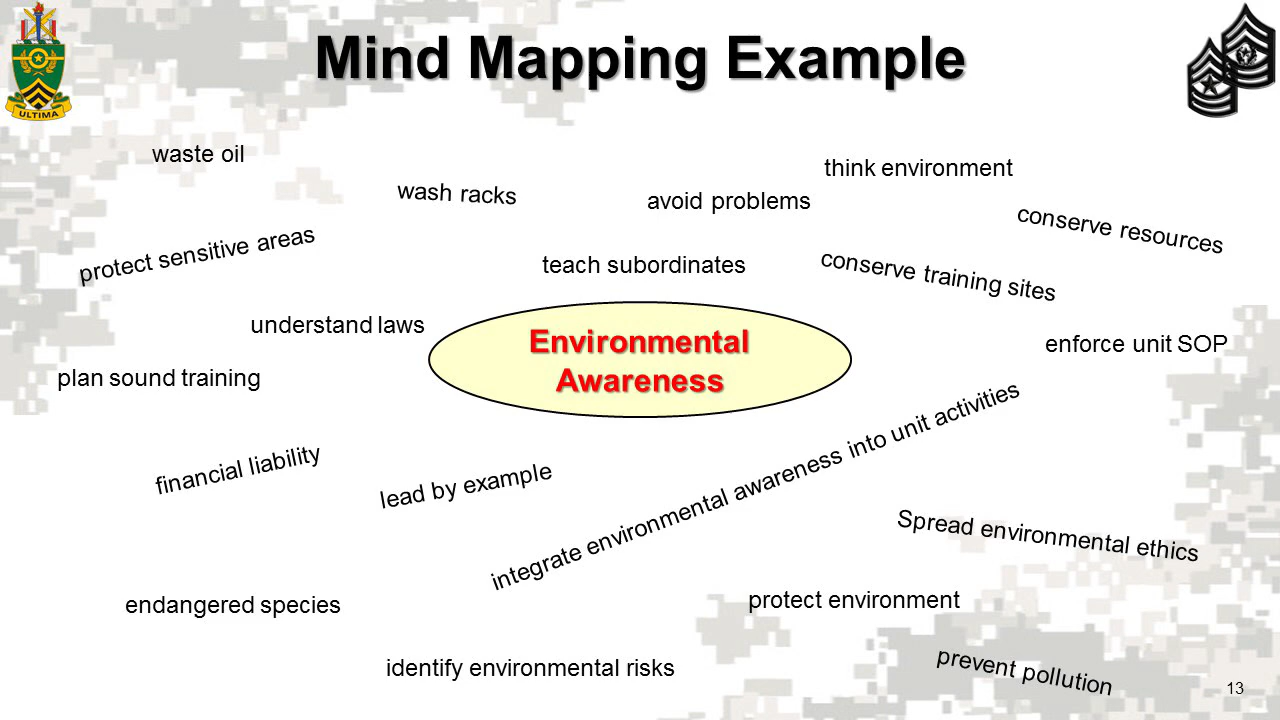 Mind Mapping Example
ULTIMA
waste oil
think environment
wash racks
avoid problems
conserve resources
protect sensitive areas
teach subordinates
conserve training sites
understand laws
Environmental
Awareness
enforce unit SOP
plan sound training
financial liability
lead by example
integrate environmental awareness into unit activities
Spread environmental ethics
endangered species
protect environment
identify environmental risks
prevent pollution
13